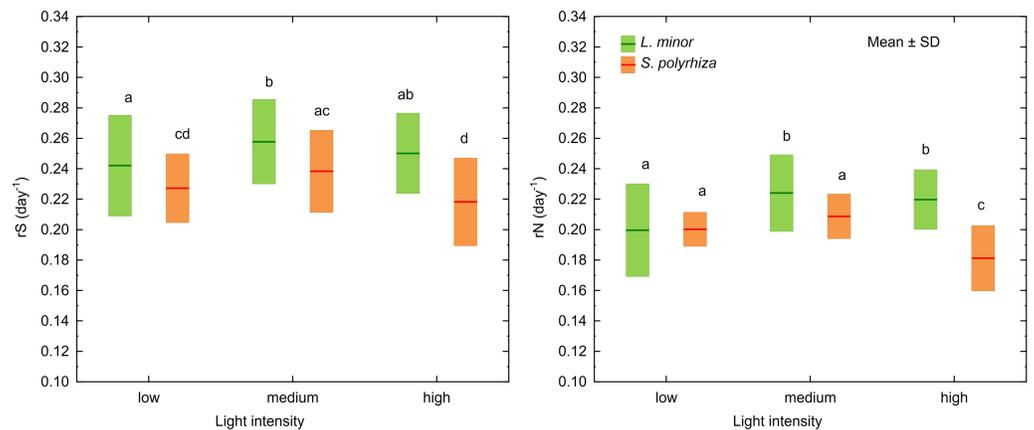 0.34
0.32
0.30
0.28
0.26
0.24
0.22
0.20
0.18
0.16
0.14
0.12
0.10
rS (day⁻¹)
a
cd
b
ac
ab
d
low
medium
high
Light intensity
0.34
0.32
0.30
0.28
0.26
0.24
0.22
0.20
0.18
0.16
0.14
0.12
0.10
rN (day⁻¹)
L. minor
S. polyrhiza
Mean ± SD
a
a
b
a
b
c
low
medium
high
Light intensity